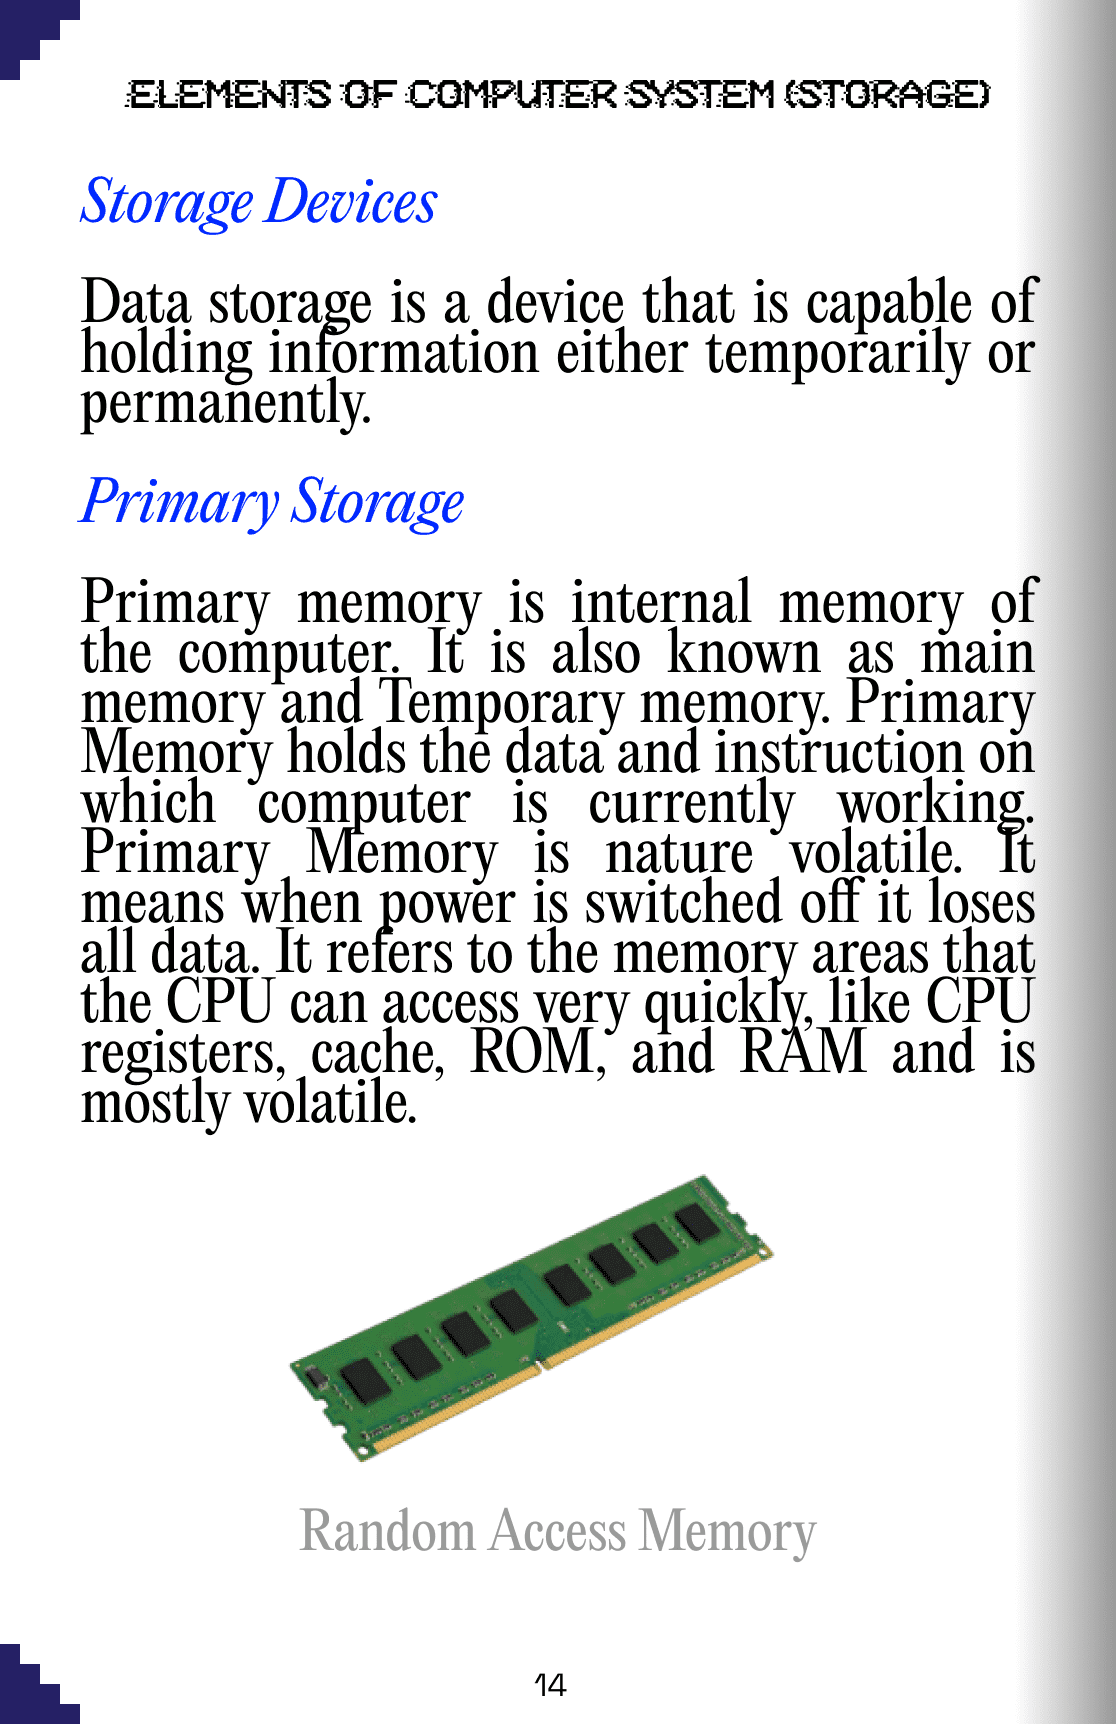 ELEMENTS OF COMPUTER SYSTEM (STORAGE)
Storage Devices
Data storage is a device that is capable of
holding information either temporarily or
permanently.
Primary Storage
Primary memory is internal memory of
the computer. It is also known as main
memory and Temporary memory. Primary
Memory holds the data and instruction on
which computer is currently working.
Primary Memory is nature volatile. It
means when power is switched off it loses
all data. It refers to the memory areas that
the CPU can access very quickly, like CPU
registers, cache, ROM, and RAM and is
mostly volatile.
Random Access Memory
14